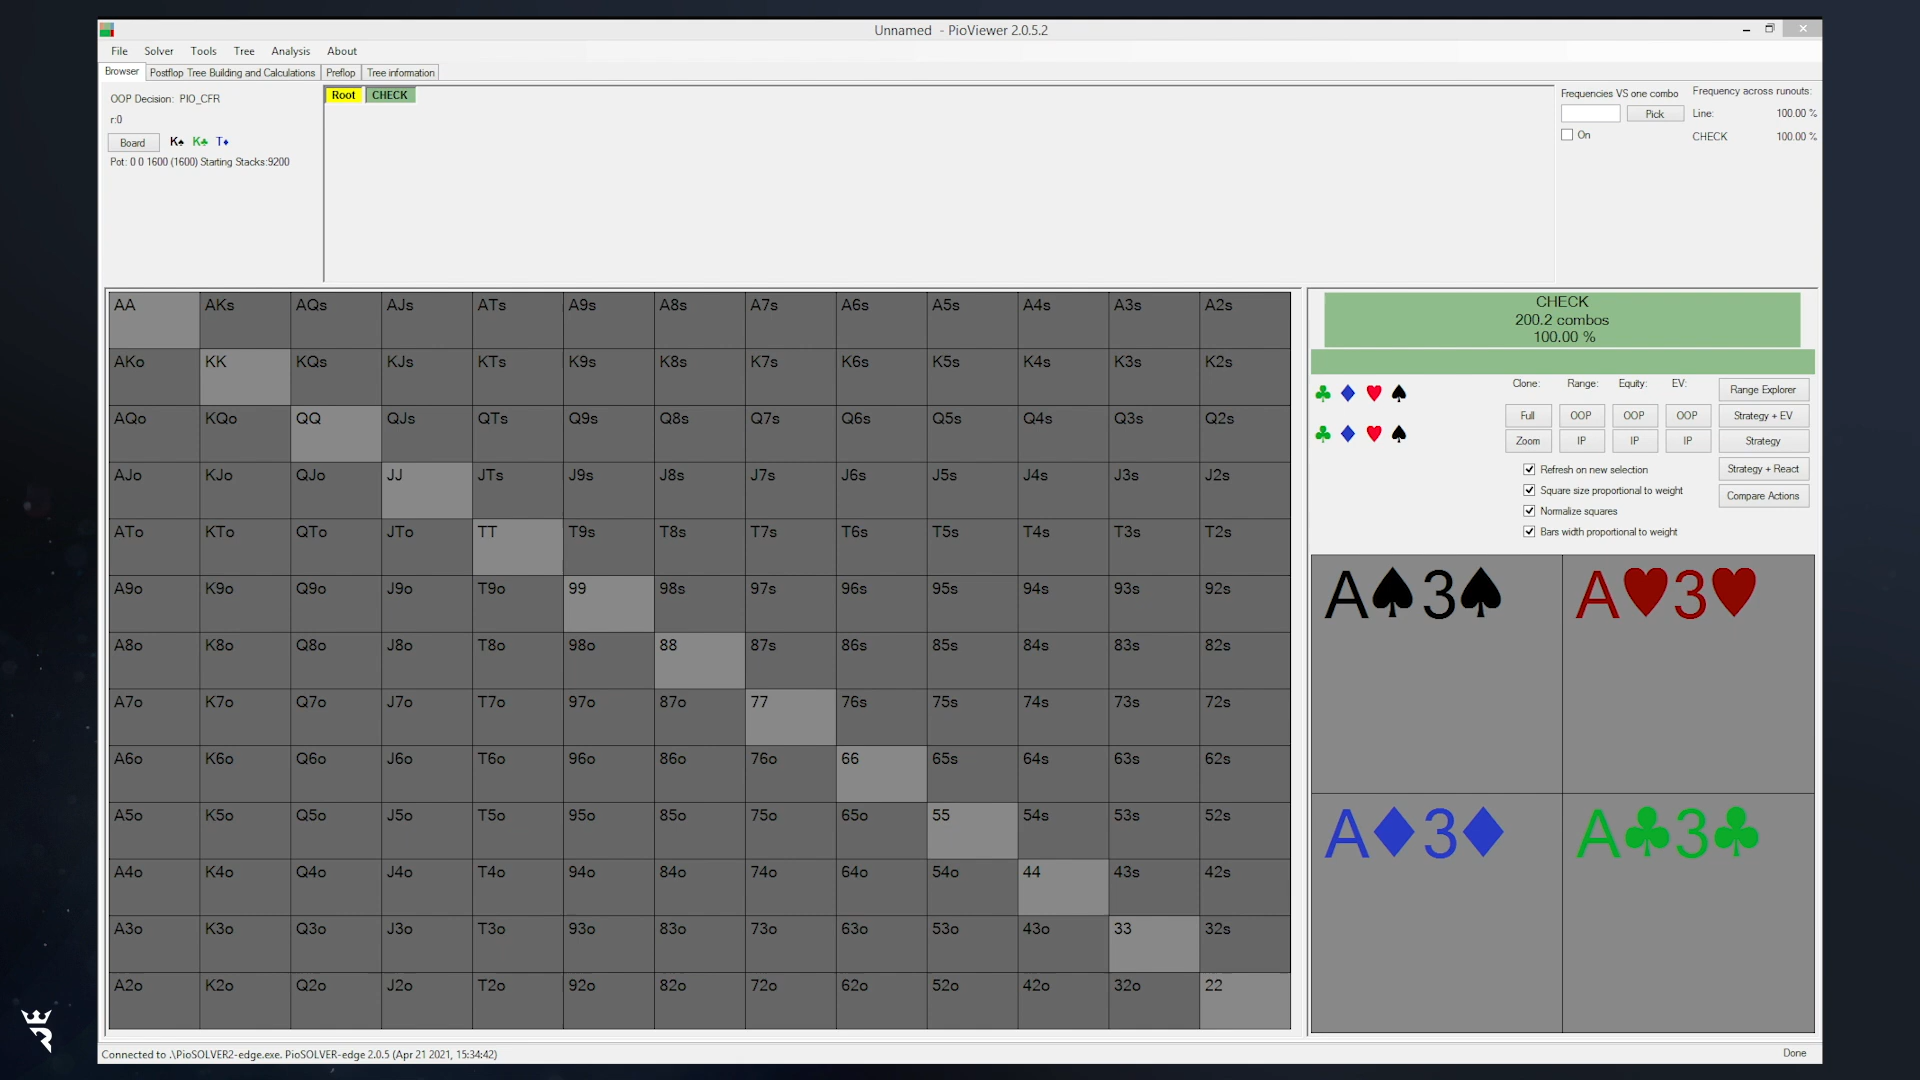 Unnamed - PioViewer 2.0.5.2
File Solver Tools Tree Analysis About
Browser Postflop Tree Building and Calculations Preflop Tree information
OOP Decision: PIO_CFR
r:0
Board K♠ K♣ T♦
Pot: 0 0 1600 (1600) Starting Stacks:9200
Root CHECK
Frequencies VS one combo
Pick
On
Frequency across runouts:
Line: 100.00 %
CHECK 100.00 %
AA AKs AQs AJs ATs A9s A8s A7s A6s A5s A4s A3s A2s
AKo KK KQs KJs KTs K9s K8s K7s K6s K5s K4s K3s K2s
AQo KQo QQ QJs QTs Q9s Q8s Q7s Q6s Q5s Q4s Q3s Q2s
AJo KJo QJo JJ JTs J9s J8s J7s J6s J5s J4s J3s J2s
ATo KTo QTo JTo TT T9s T8s T7s T6s T5s T4s T3s T2s
A9o K9o Q9o J9o T9o 99 98s 97s 96s 95s 94s 93s 92s
A8o K8o Q8o J8o T8o 98o 88 87s 86s 85s 84s 83s 82s
A7o K7o Q7o J7o T7o 97o 87o 77 76s 75s 74s 73s 72s
A6o K6o Q6o J6o T6o 96o 86o 76o 66 65s 64s 63s 62s
A5o K5o Q5o J5o T5o 95o 85o 75o 65o 55 54s 53s 52s
A4o K4o Q4o J4o T4o 94o 84o 74o 64o 54o 44 43s 42s
A3o K3o Q3o J3o T3o 93o 83o 73o 63o 53o 43o 33 32s
A2o K2o Q2o J2o T2o 92o 82o 72o 62o 52o 42o 32o 22
CHECK
200.2 combos
100.00 %
♣ ♦ ♥ ♠
♣ ♦ ♥ ♠
Clone: Range: Equity: EV:
Full OOP OOP OOP
Zoom IP IP IP
Range Explorer
Strategy + EV
Strategy
Strategy + React
Compare Actions
Refresh on new selection
Square size proportional to weight
Normalize squares
Bars width proportional to weight
A♠3♠ A♥3♥
A♦3♦ A♣3♣
Connected to .\PioSOLVER2-edge.exe. PioSOLVER-edge 2.0.5 (Apr 21 2021, 15:34:42)
Done